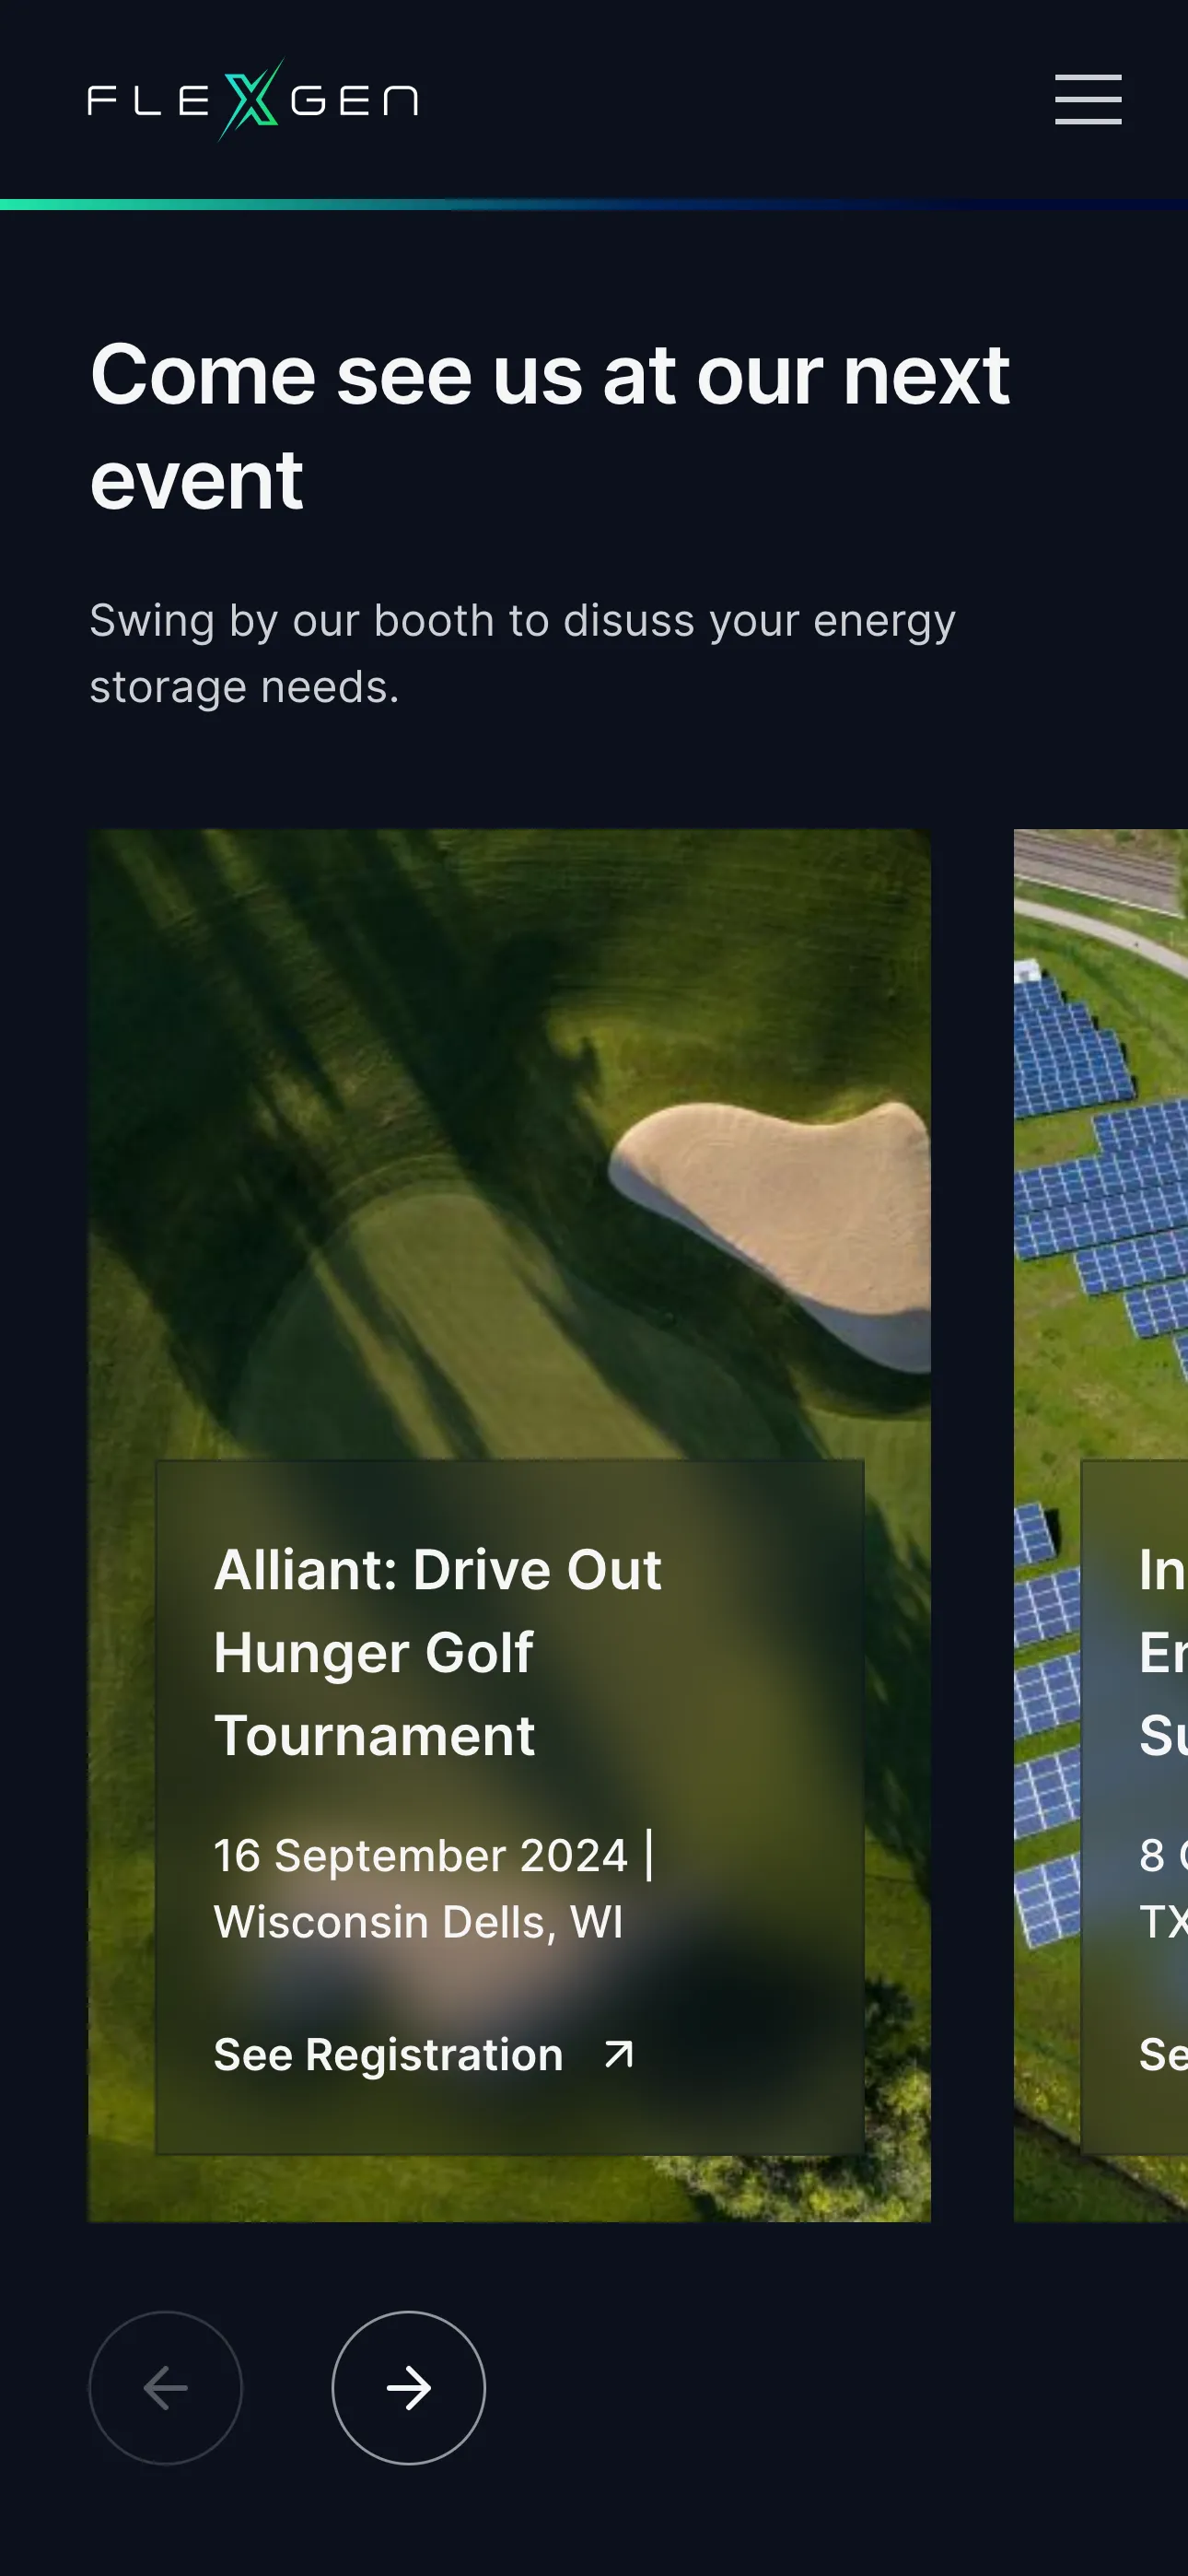 FLEXGEN
Come see us at our next
event
Swing by our booth to disuss your energy
storage needs.
Alliant: Drive Out
Hunger Golf
Tournament
16 September 2024 |
Wisconsin Dells, WI
See Registration
In
En
Su
8 O
TX
Se